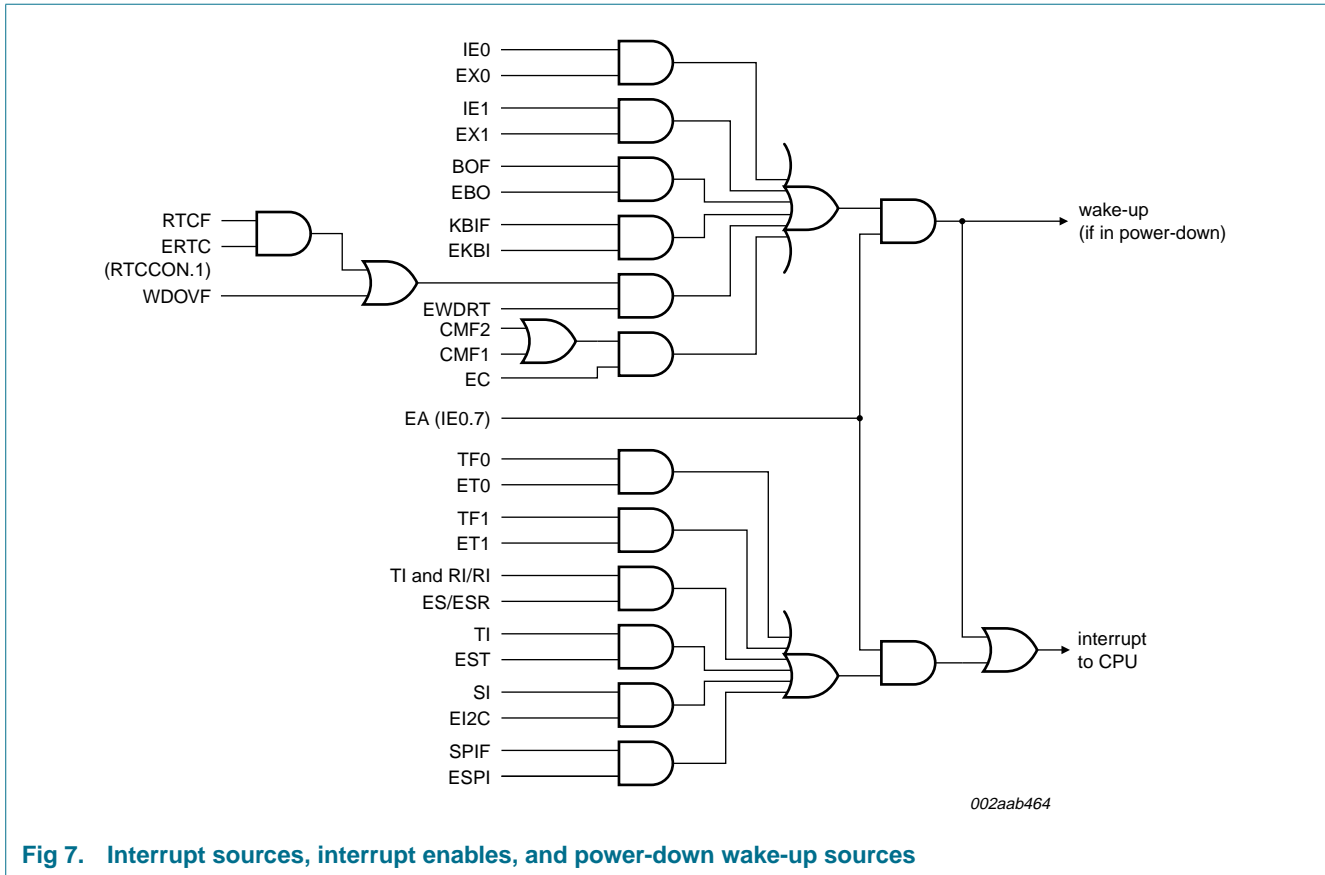 IE0
EX0
IE1
EX1
BOF
EBO
RTCF
ERTC
(RTCCON.1)
WDOVF
KBIF
EKBI
EWDRT
CMF2
CMF1
EC
wake-up
(if in power-down)
EA (IE0.7)
TF0
ET0
TF1
ET1
TI and RI/RI
ES/ESR
TI
EST
SI
EI2C
SPIF
ESPI
interrupt
to CPU
002aab464
Fig 7. Interrupt sources, interrupt enables, and power-down wake-up sources